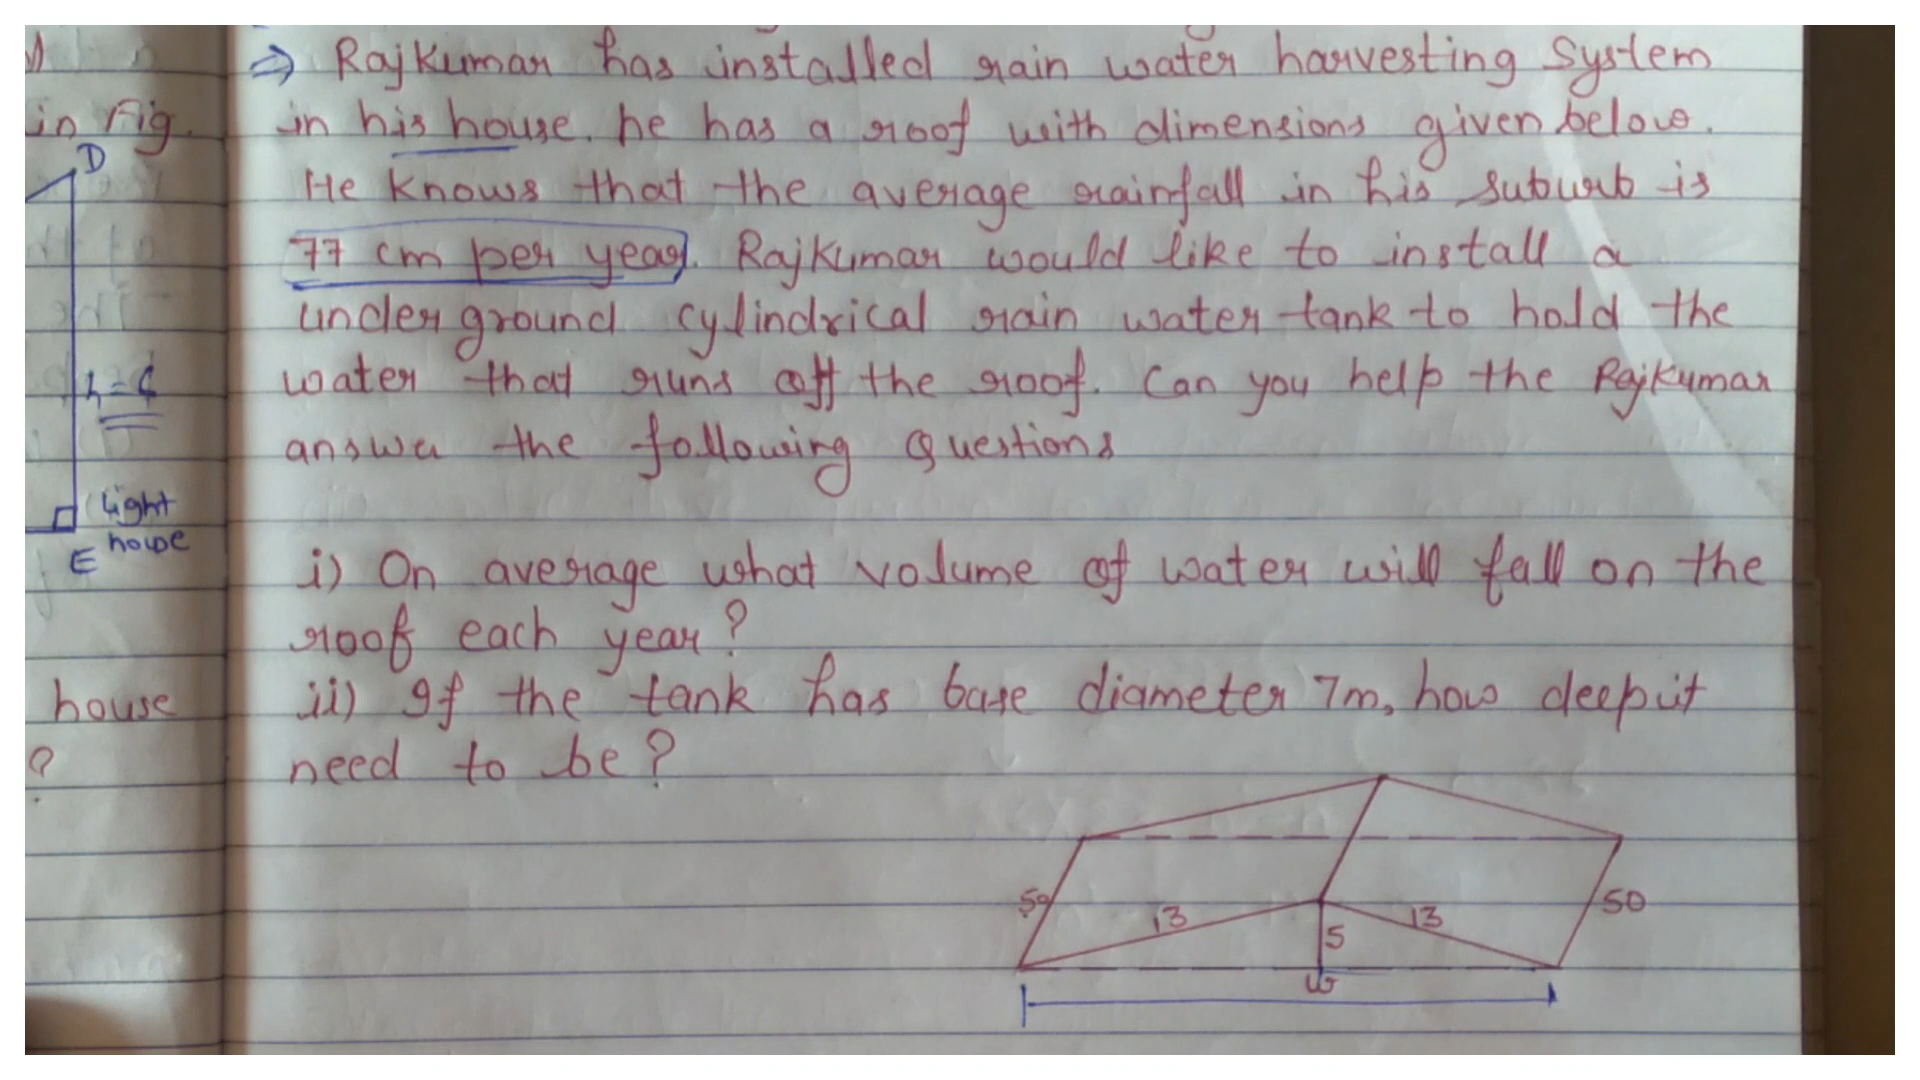 in Fig.
D
h=
light
house
E
house
?
⇒ Rajkumar has installed rain water harvesting System
in his house. he has a roof with dimensions given below.
He knows that the average rainfall in his suburb is
77 cm per year. Rajkumar would like to install a
underground cylindrical rain water tank to hold the
water that runs off the roof. Can you help the Rajkumar
answer the following Questions
i) On average what volume of water will fall on the
roof each year?
ii) If the tank has base diameter 7m, how deep it
need to be?
50
13
13
5
50
w